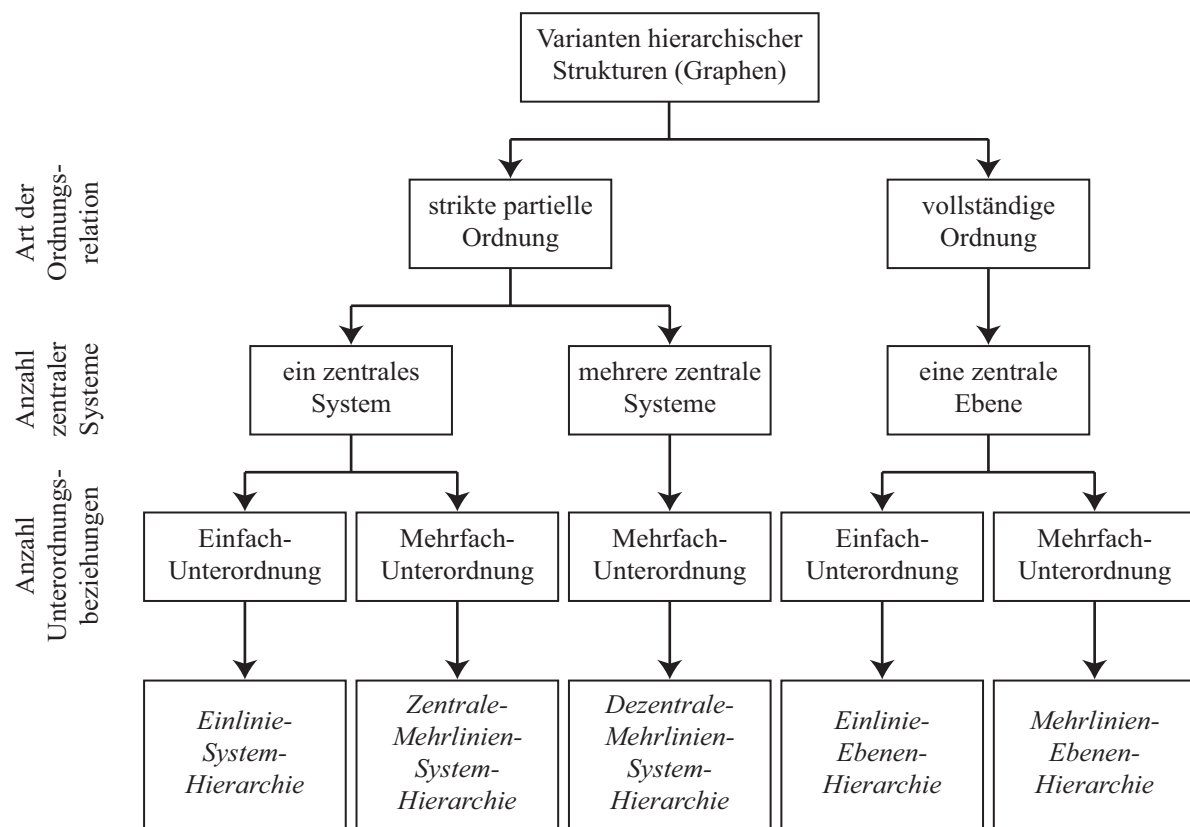 Varianten hierarchischer
Strukturen (Graphen)
Art der
Ordnungs-
relation
strikte partielle
Ordnung
vollständige
Ordnung
Anzahl
zentraler
Systeme
ein zentrales
System
mehrere zentrale
Systeme
eine zentrale
Ebene
Anzahl
Unterordnungs-
beziehungen
Einfach-
Unterordnung
Mehrfach-
Unterordnung
Mehrfach-
Unterordnung
Einfach-
Unterordnung
Mehrfach-
Unterordnung
Einlinie-
System-
Hierarchie
Zentrale-
Mehrlinien-
System-
Hierarchie
Dezentrale-
Mehrlinien-
System-
Hierarchie
Einlinie-
Ebenen-
Hierarchie
Mehrlinien-
Ebenen-
Hierarchie